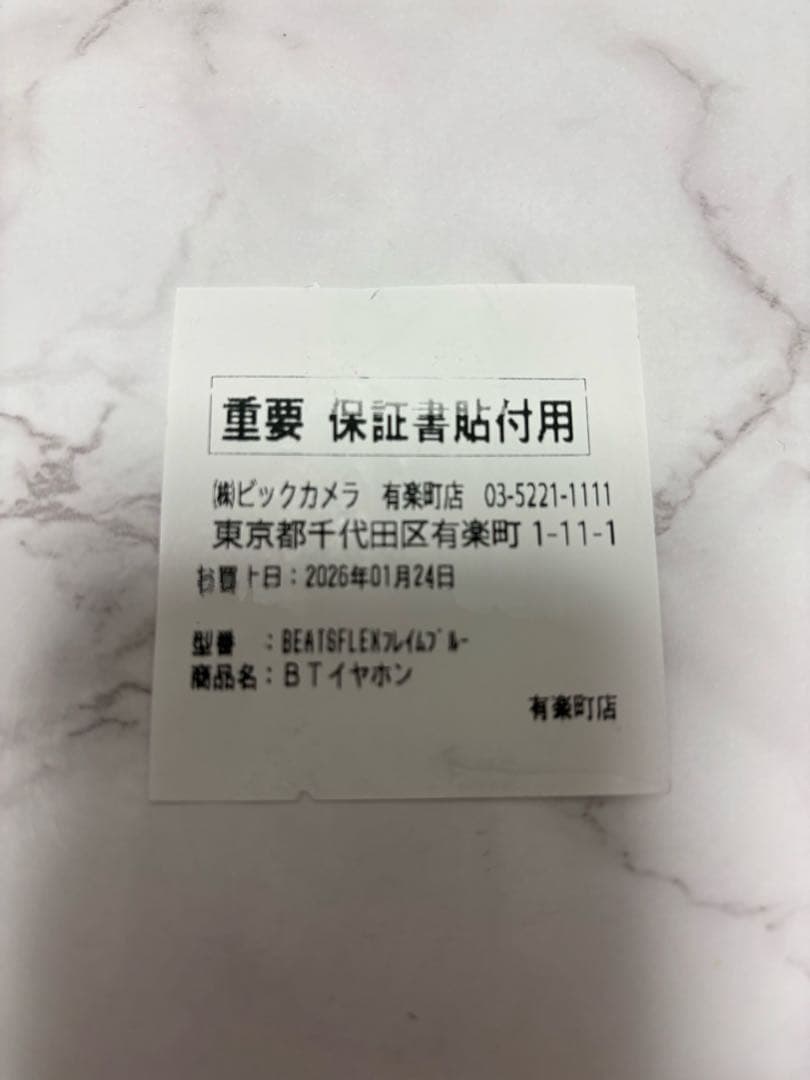 重要 保証書貼付用
㈱ビックカメラ 有楽町店 03-5221-1111
東京都千代田区有楽町 1-11-1
お買上日：2026年01月24日
型番 ：BEATSFLEXﾌﾚｲﾑﾌﾞﾙｰ
商品名：ＢＴイヤホン
有楽町店